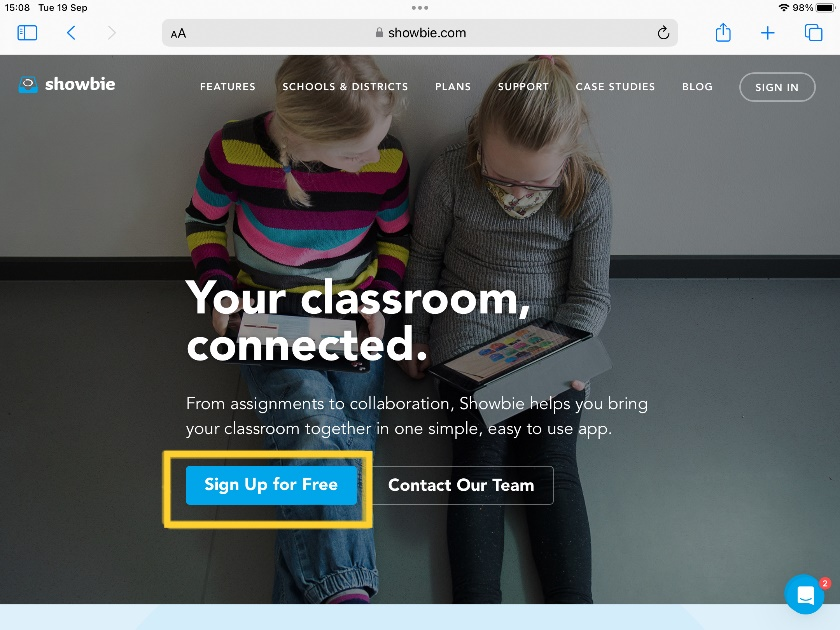 15:08 Tue 19 Sep
98%
AA showbie.com
showbie FEATURES SCHOOLS & DISTRICTS PLANS SUPPORT CASE STUDIES BLOG SIGN IN
Your classroom,
connected.
From assignments to collaboration, Showbie helps you bring
your classroom together in one simple, easy to use app.
Sign Up for Free Contact Our Team
2